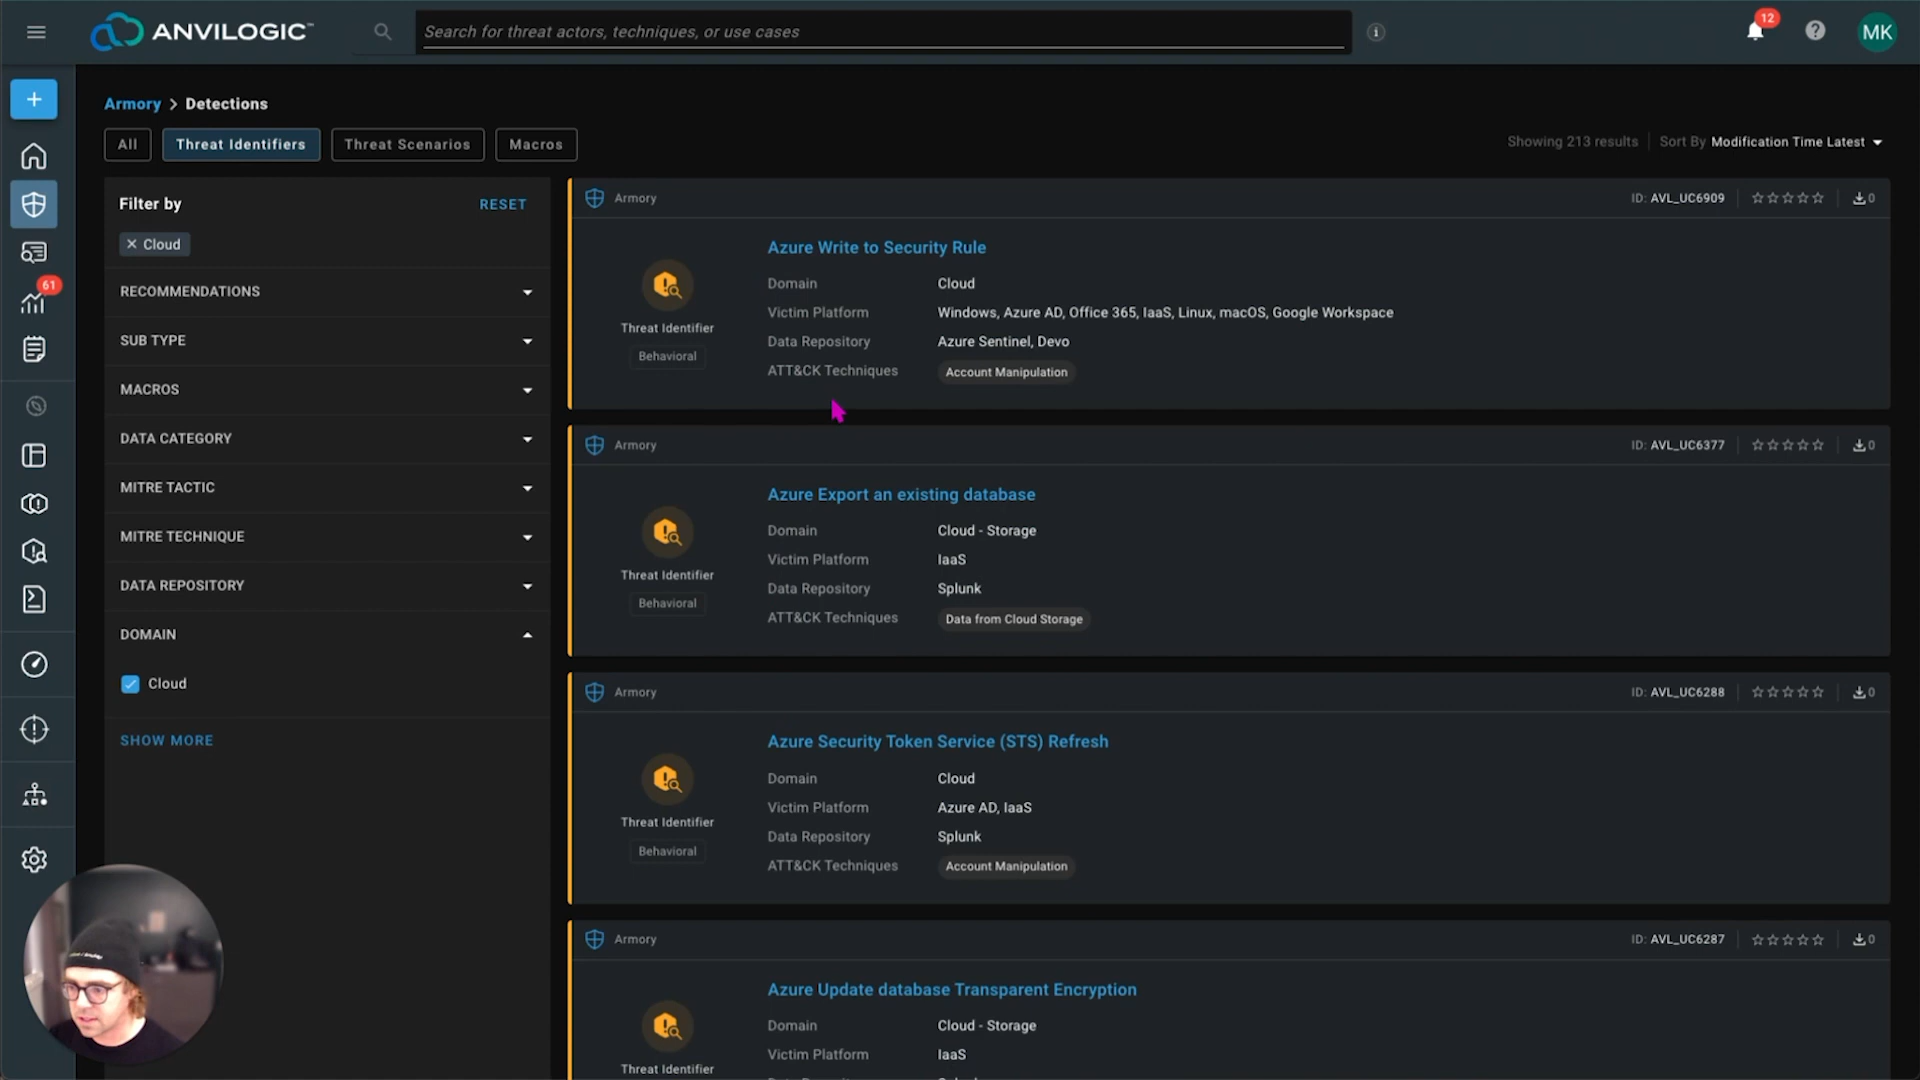 ANVILOGIC™
Search for threat actors, techniques, or use cases
12
MK
Armory > Detections
All
Threat Identifiers
Threat Scenarios
Macros
Showing 213 results
Sort By Modification Time Latest
Filter by
RESET
× Cloud
RECOMMENDATIONS
SUB TYPE
MACROS
DATA CATEGORY
MITRE TACTIC
MITRE TECHNIQUE
DATA REPOSITORY
DOMAIN
Cloud
SHOW MORE
61
Armory
ID: AVL_UC6909
0
Azure Write to Security Rule
Threat Identifier
Behavioral
Domain Cloud
Victim Platform Windows, Azure AD, Office 365, IaaS, Linux, macOS, Google Workspace
Data Repository Azure Sentinel, Devo
ATT&CK Techniques Account Manipulation
Armory
ID: AVL_UC6377
0
Azure Export an existing database
Threat Identifier
Behavioral
Domain Cloud - Storage
Victim Platform IaaS
Data Repository Splunk
ATT&CK Techniques Data from Cloud Storage
Armory
ID: AVL_UC6288
0
Azure Security Token Service (STS) Refresh
Threat Identifier
Behavioral
Domain Cloud
Victim Platform Azure AD, IaaS
Data Repository Splunk
ATT&CK Techniques Account Manipulation
Armory
ID: AVL_UC6287
0
Azure Update database Transparent Encryption
Threat Identifier
Domain Cloud - Storage
Victim Platform IaaS